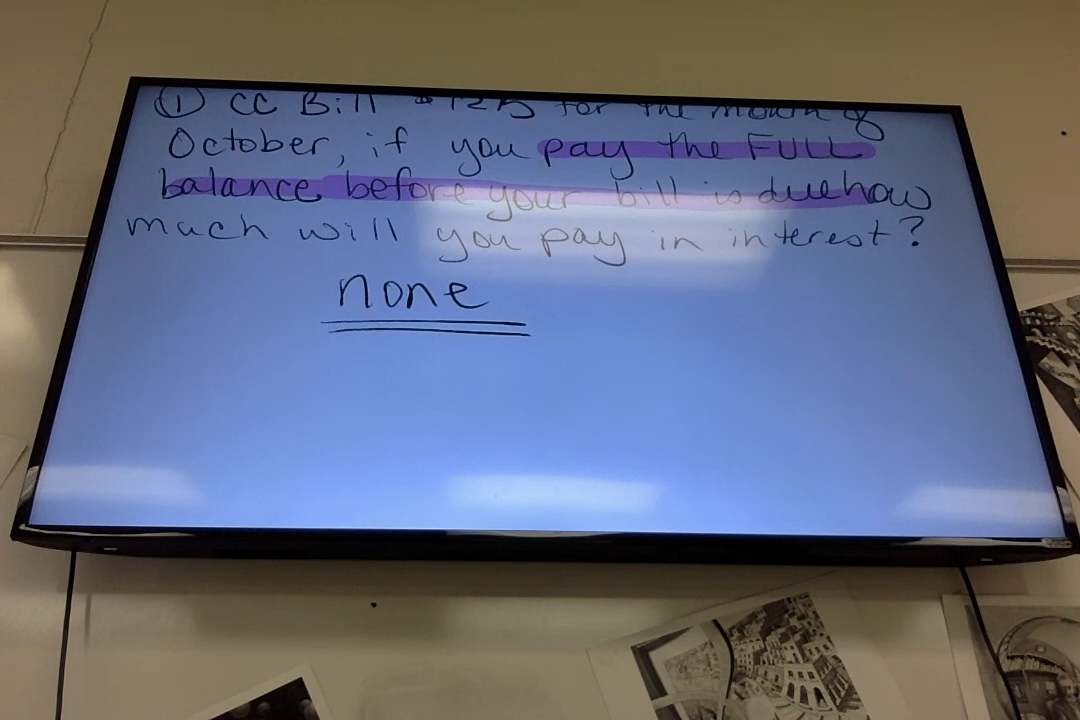 ① CC Bill $125 for the month of
October, if you pay the FULL
balance before your bill is due how
much will you pay in interest?
none